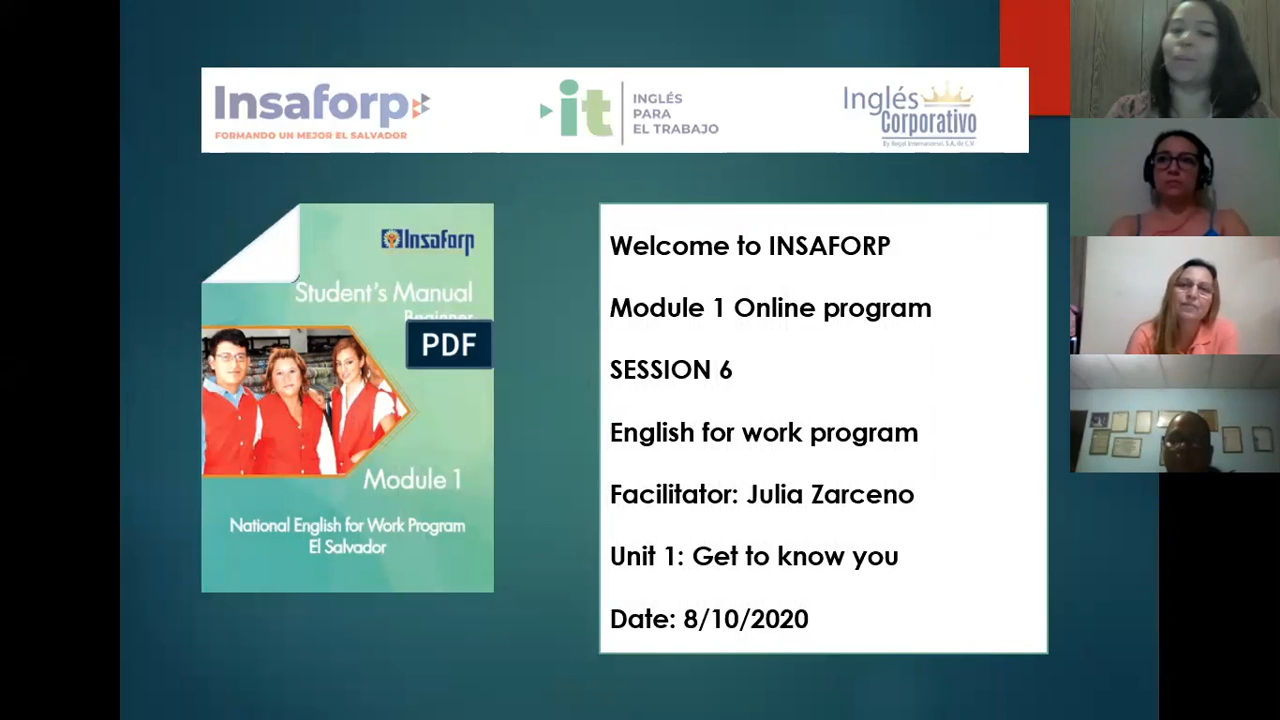 Insaforp
FORMANDO UN MEJOR EL SALVADOR
it
INGLÉS
PARA
EL TRABAJO
Inglés
Corporativo
Insaforp
Student's Manual
Beginner
PDF
Module 1
National English for Work Program
El Salvador
Welcome to INSAFORP
Module 1 Online program
SESSION 6
English for work program
Facilitator: Julia Zarceno
Unit 1: Get to know you
Date: 8/10/2020